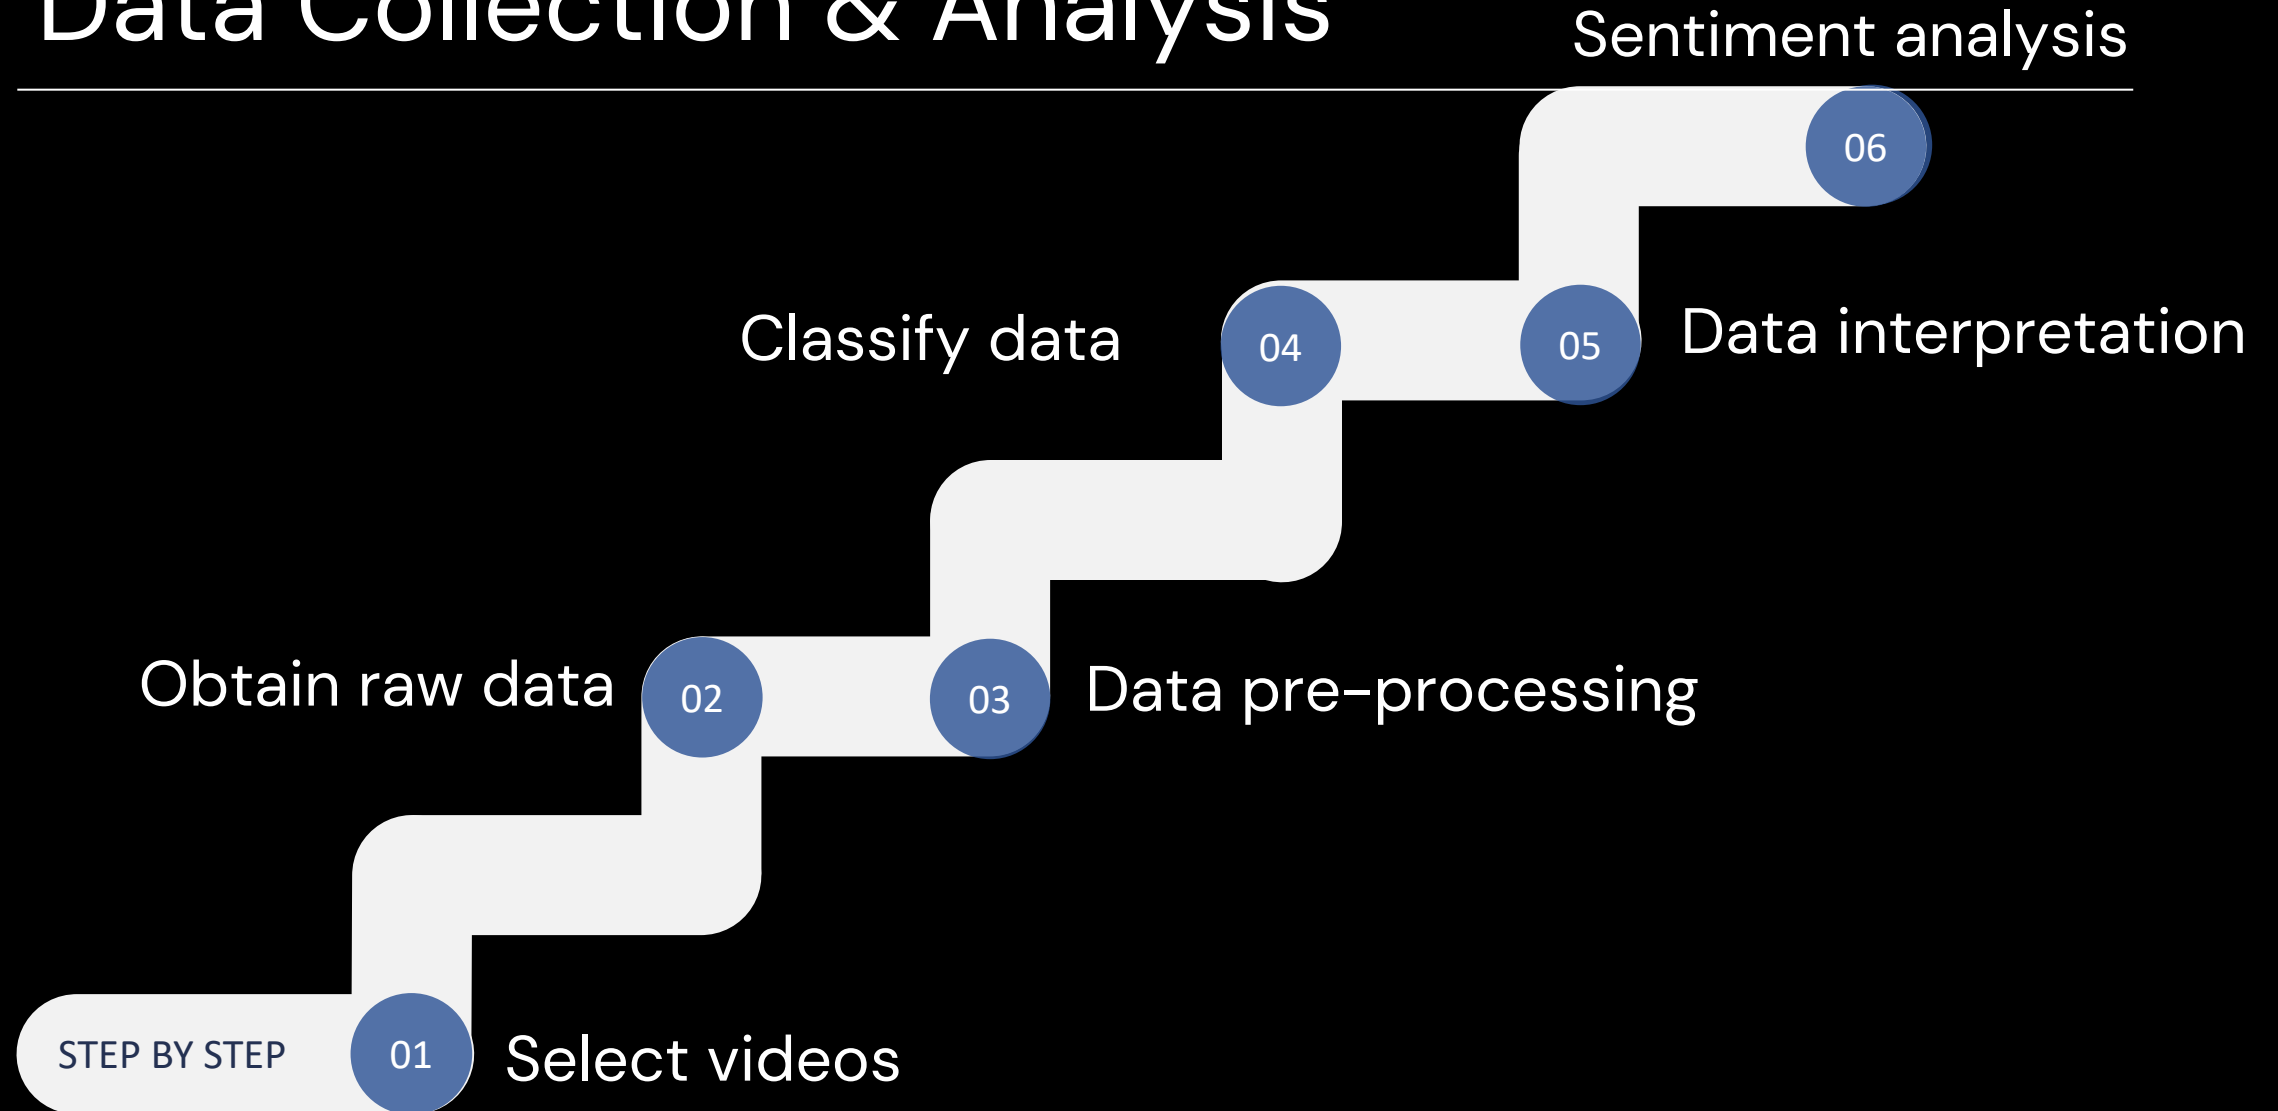 Data Collection & Analysis
Sentiment analysis
06
Classify data
04
05
Data interpretation
Obtain raw data
02
03
Data pre-processing
STEP BY STEP
01
Select videos